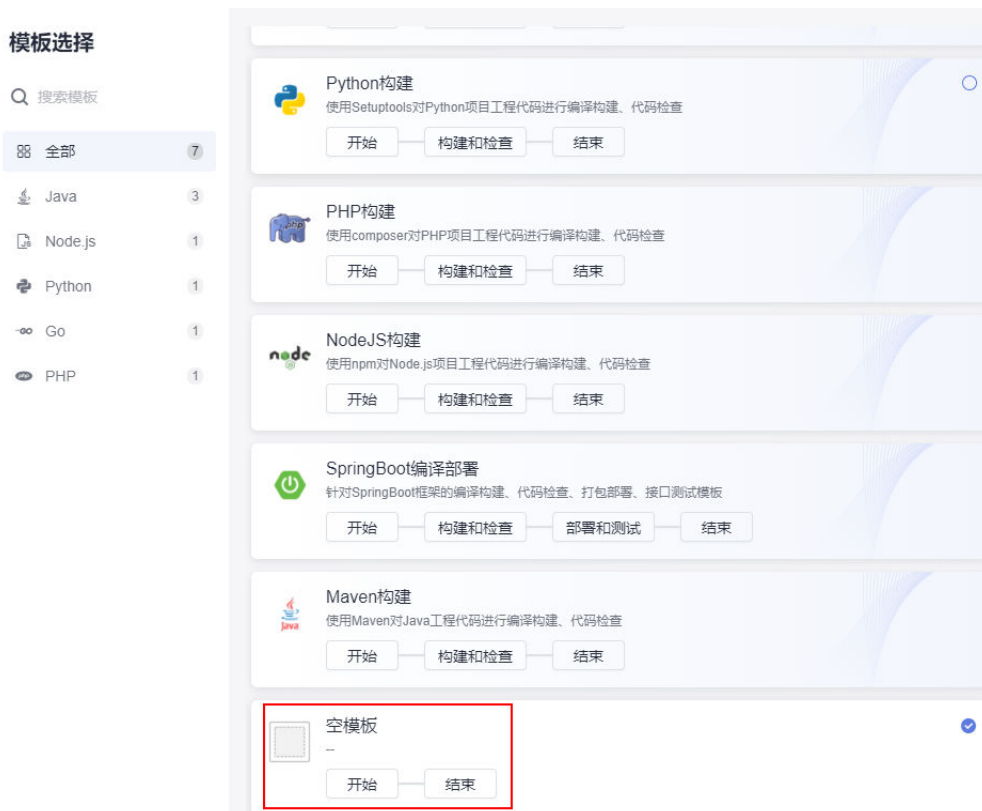 模板选择
搜索模板
全部 7
Java 3
Node.js 1
Python 1
Go 1
PHP 1
Python构建
使用Setuptools对Python项目工程代码进行编译构建、代码检查
开始 构建和检查 结束
php
PHP构建
使用composer对PHP项目工程代码进行编译构建、代码检查
开始 构建和检查 结束
node
NodeJS构建
使用npm对Node.js项目工程代码进行编译构建、代码检查
开始 构建和检查 结束
SpringBoot编译部署
针对SpringBoot框架的编译构建、代码检查、打包部署、接口测试模板
开始 构建和检查 部署和测试 结束
Java
Maven构建
使用Maven对Java工程代码进行编译构建、代码检查
开始 构建和检查 结束
空模板
--
开始 结束